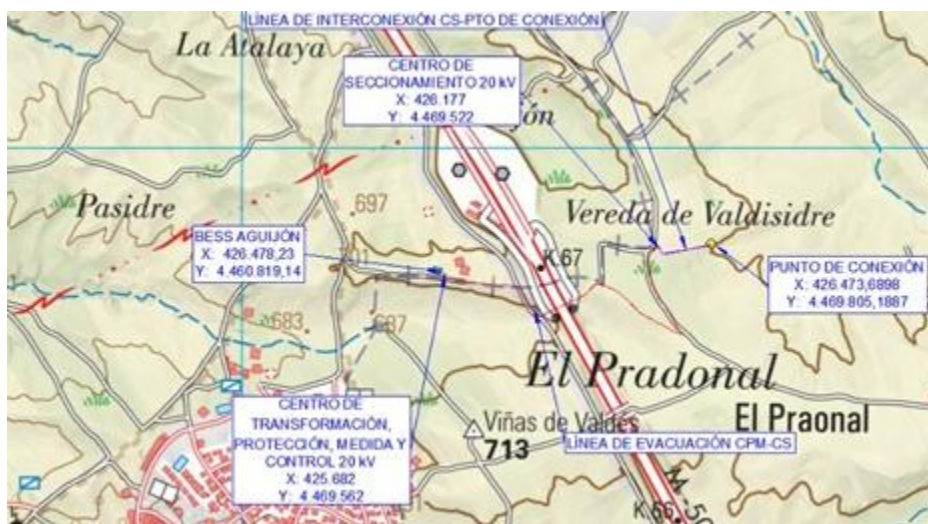 LÍNEA DE INTERCONEXIÓN CS-PTO DE CONEXIÓN
La Atalaya
CENTRO DE
SECCIONAMIENTO 20 kV
X: 426.177
Y: 4.469.522
jón
Pasidre
697
Vereda de Valdisidre
BESS AGUIJÓN
X: 426.478,23
Y: 4.460.819,14
K.67
PUNTO DE CONEXIÓN
X: 426.473,6898
Y: 4.469.805,1887
683
687
El Pradonal
CENTRO DE
TRANSFORMACIÓN,
PROTECCIÓN, MEDIDA Y
CONTROL 20 kV
X: 425.682
Y: 4.469.562
Viñas de Valdés
713
El Praonal
LÍNEA DE EVACUACIÓN CPM-CS
K.66